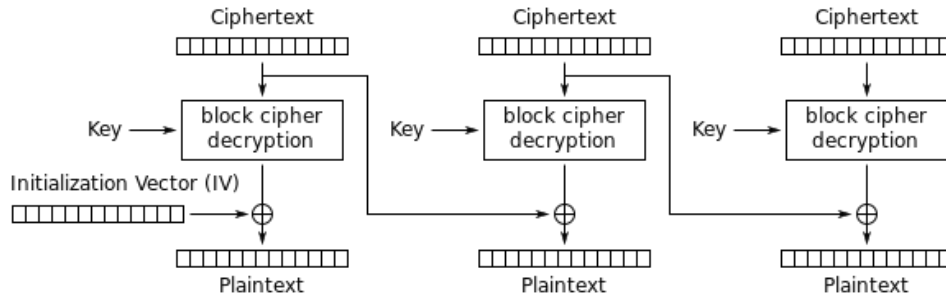 Ciphertext
Ciphertext
Ciphertext
Key
block cipher
decryption
Key
block cipher
decryption
Key
block cipher
decryption
Initialization Vector (IV)
Plaintext
Plaintext
Plaintext